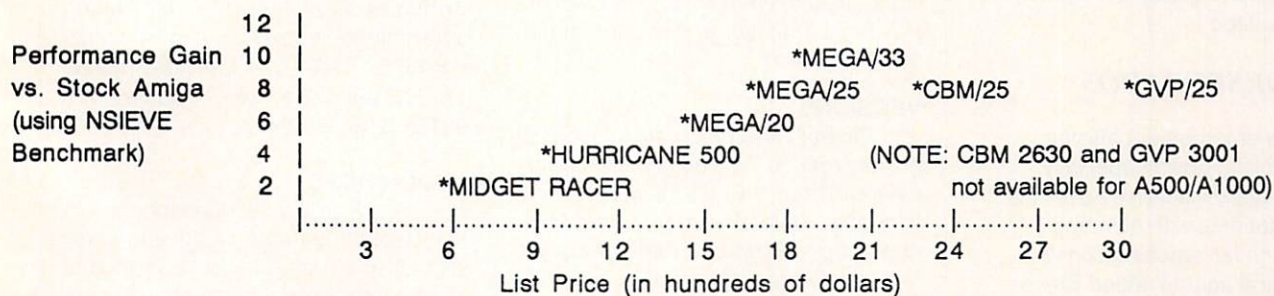 12 |
Performance Gain 10 | *MEGA/33
vs. Stock Amiga 8 | *MEGA/25 *CBM/25 *GVP/25
(using NSIEVE 6 | *MEGA/20
Benchmark) 4 | *HURRICANE 500 (NOTE: CBM 2630 and GVP 3001
2 | *MIDGET RACER not available for A500/A1000)
3 6 9 12 15 18 21 24 27 30
List Price (in hundreds of dollars)